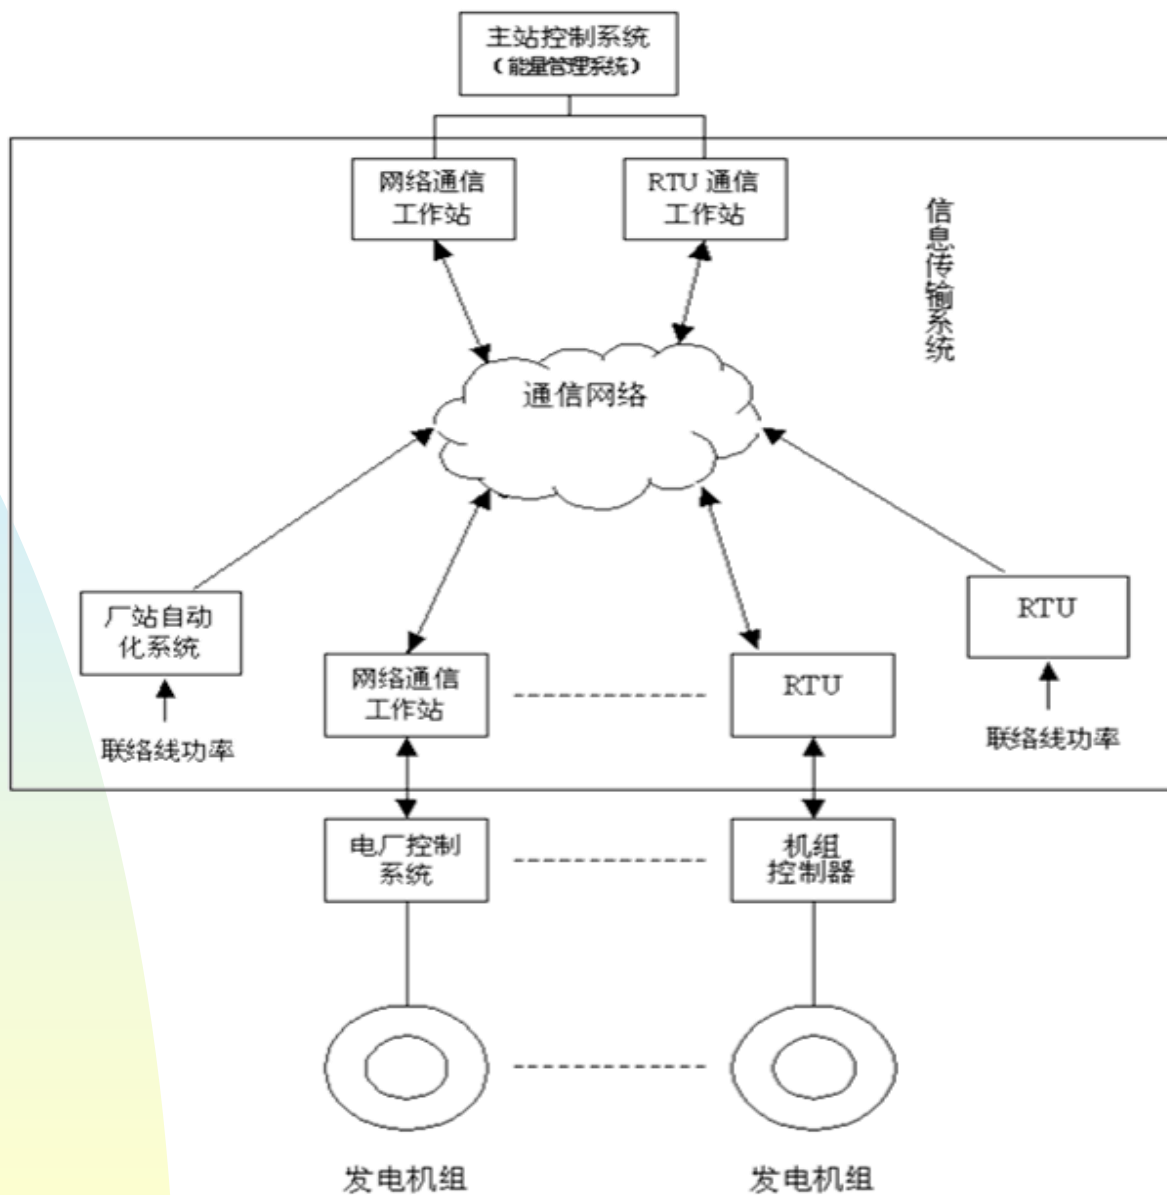 主站控制系统
（能量管理系统）
网络通信
工作站
RTU 通信
工作站
信息传输系统
通信网络
厂站自动
化系统
RTU
网络通信
工作站
RTU
联络线功率
联络线功率
电厂控制
系统
机组
控制器
发电机组
发电机组